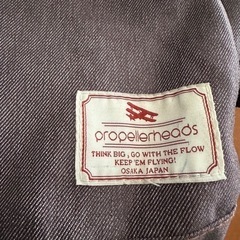 propellerheads
THINK BIG, GO WITH THE FLOW
KEEP 'EM FLYING!
OSAKA JAPAN